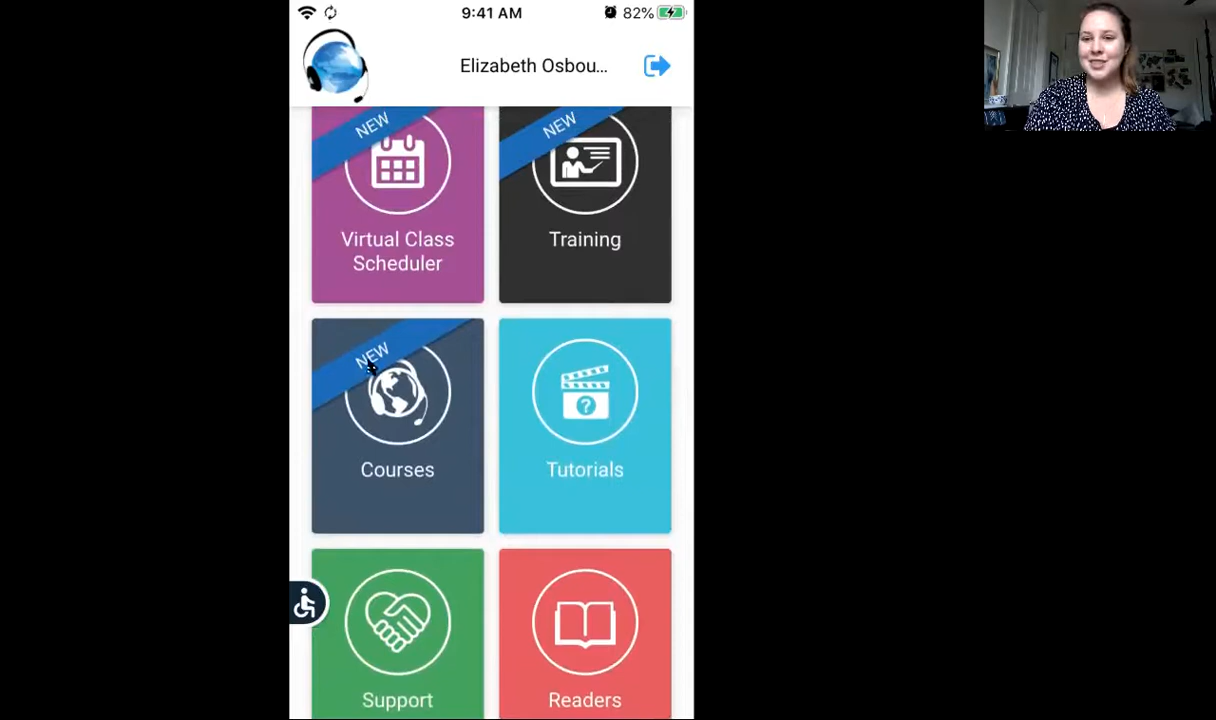 9:41 AM
82%
Elizabeth Osbou...
NEW
NEW
Virtual Class
Scheduler
Training
NEW
Courses
Tutorials
Support
Readers